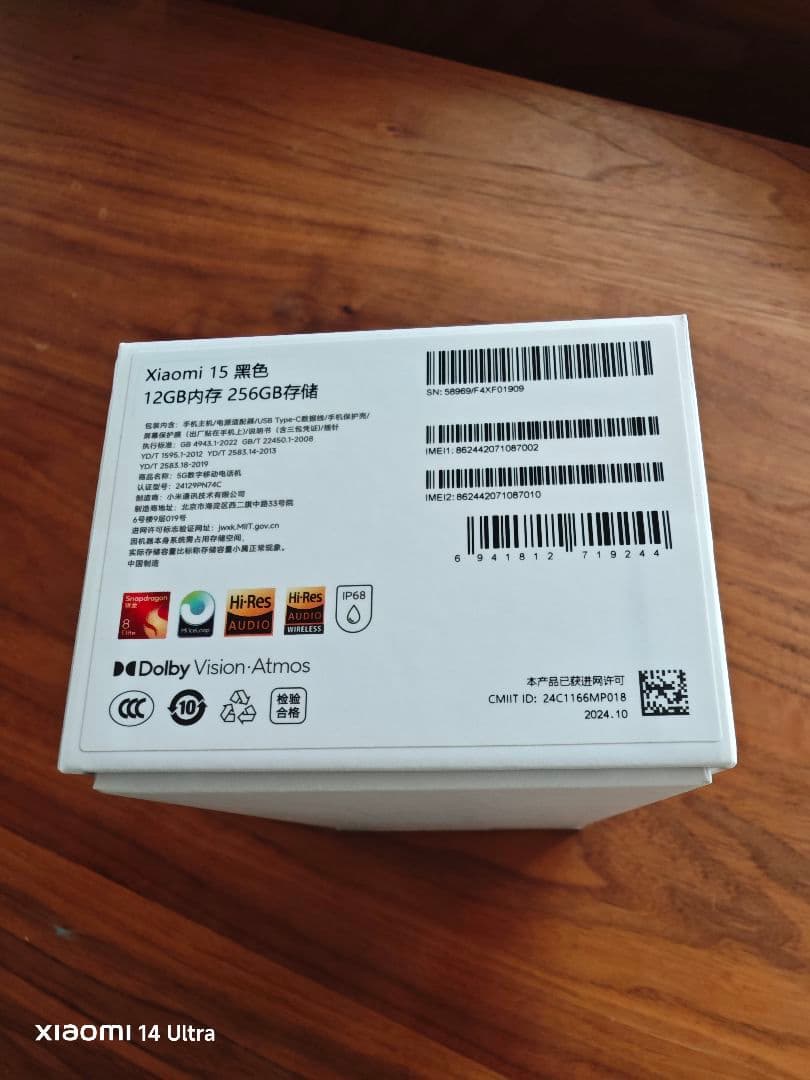 Xiaomi 15 黑色
12GB内存 256GB存储
包装内含：手机主机/电源适配器/USB Type-C数据线/手机保护壳/
屏幕保护膜（出厂贴在手机上)/说明书（含三包凭证)/插针
执行标准：GB 4943.1-2022 GB/T 22450.1-2008
YD/T 1595.1-2012 YD/T 2583.14-2013
YD/T 2583.18-2019
商品名称：5G数字移动电话机
认证型号：24129PN74C
制造商：小米通讯技术有限公司
制造商地址：北京市海淀区西二旗中路33号院
6号楼9层019号
进网许可标志验证网址：jwxk.MIIT.gov.cn
因机器本身系统需占用存储空间，
实际存储容量比标称存储容量小属正常现象。
中国制造
SN: 58969/F4XF01909
IMEI1: 862442071087002
IMEI2: 862442071087010
6 941812 719244
Snapdragon
骁龙
8
Elite
Hi-Res
AUDIO
Hi-Res
AUDIO
WIRELESS
IP68
Dolby Vision·Atmos
CCC
10
检验
合格
本产品已获进网许可
CMIIT ID: 24C1166MP018
2024.10
xiaomi 14 Ultra